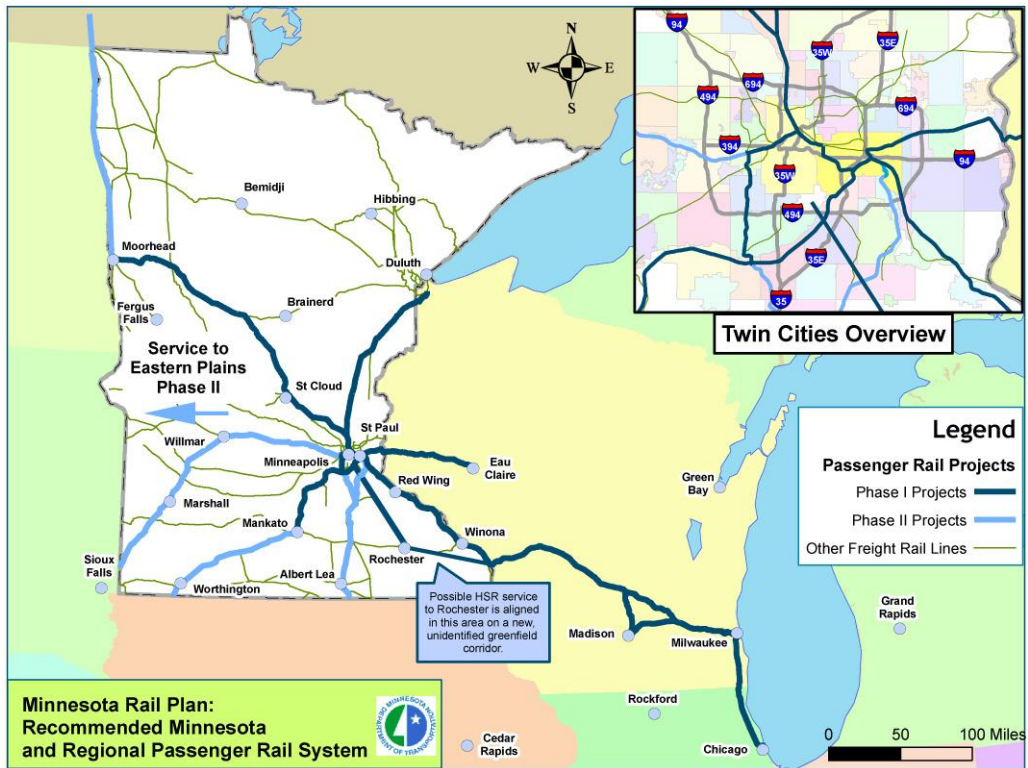 N
W
E
S
Bemidji
Hibbing
Moorhead
Duluth
Fergus
Falls
Brainerd
Service to
Eastern Plains
Phase II
St Cloud
Willmar
St Paul
Minneapolis
Eau
Claire
Red Wing
Marshall
Mankato
Winona
Sioux
Falls
Rochester
Worthington
Albert Lea
Possible HSR service
to Rochester is aligned
in this area on a new,
unidentified greenfield
corridor.
Green
Bay
Madison
Milwaukee
Grand
Rapids
Rockford
Cedar
Rapids
Chicago
94
35W
35E
694
494
694
394
94
35W
494
35E
35
Twin Cities Overview
Legend
Passenger Rail Projects
Phase I Projects
Phase II Projects
Other Freight Rail Lines
Minnesota Rail Plan:
Recommended Minnesota
and Regional Passenger Rail System
MINNESOTA DEPARTMENT OF TRANSPORTATION
0 50 100 Miles